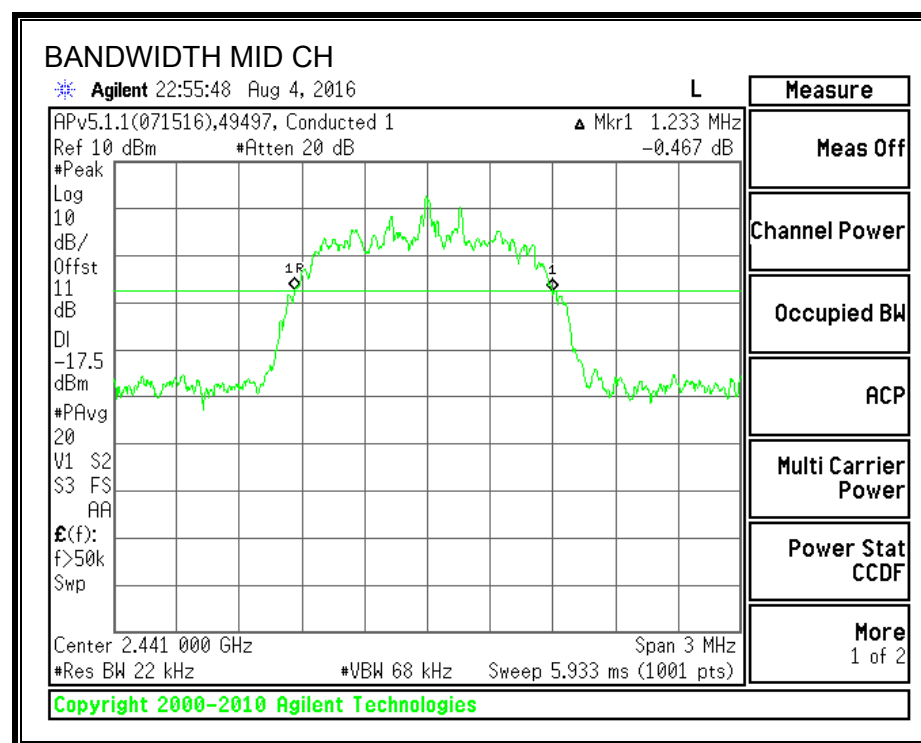 BANDWIDTH MID CH
Agilent 22:55:48 Aug 4, 2016 L
APv5.1.1(071516),49497, Conducted 1 Δ Mkr1 1.233 MHz
Ref 10 dBm #Atten 20 dB -0.467 dB
#Peak
Log
10
dB/
Offst
11
dB
DI
-17.5
dBm
#PAvg
20
V1 S2
S3 FS
AA
£(f):
f>50k
Swp
1R
1
Center 2.441 000 GHz Span 3 MHz
#Res BW 22 kHz #VBW 68 kHz Sweep 5.933 ms (1001 pts)
Copyright 2000-2010 Agilent Technologies
Measure
Meas Off
Channel Power
Occupied BW
ACP
Multi Carrier
Power
Power Stat
CCDF
More
1 of 2